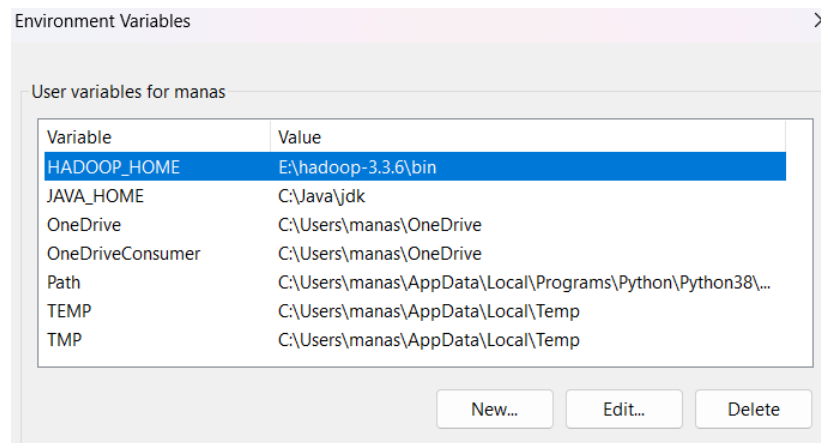 Environment Variables
User variables for manas
Variable Value
HADOOP_HOME E:\hadoop-3.3.6\bin
JAVA_HOME C:\Java\jdk
OneDrive C:\Users\manas\OneDrive
OneDriveConsumer C:\Users\manas\OneDrive
Path C:\Users\manas\AppData\Local\Programs\Python\Python38\...
TEMP C:\Users\manas\AppData\Local\Temp
TMP C:\Users\manas\AppData\Local\Temp
New... Edit... Delete